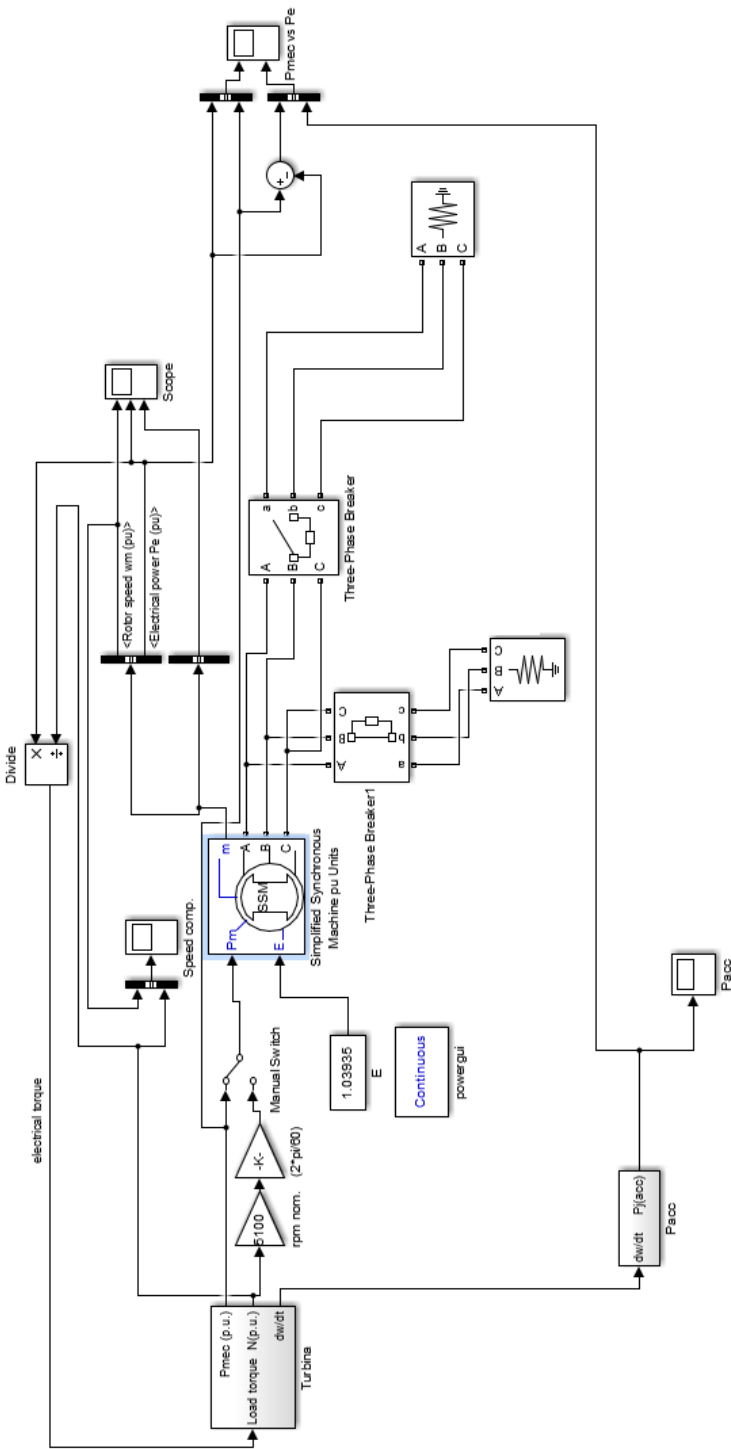 electrical torque
Divide
×
÷
<Rotor speed wm (pu)>
<Electrical power Pe (pu)>
Scope
Pmec vs Pe
+
-
Speed comp.
Pmec (p.u.)
Load torque N(p.u.)
dw/dt
Turbina
5100
rpm nom.
-K-
(2*pi/60)
Manual Switch
1.03935
E
Continuous
powergui
Pm
E
m
SSM
A
B
C
Simplified Synchronous
Machine pu Units
A
B
C
a
b
c
Three-Phase Breaker
A
B
C
a
b
c
Three-Phase Breaker1
A
B
C
A
B
C
dw/dt Pj(acc)
Pacc
Pacc